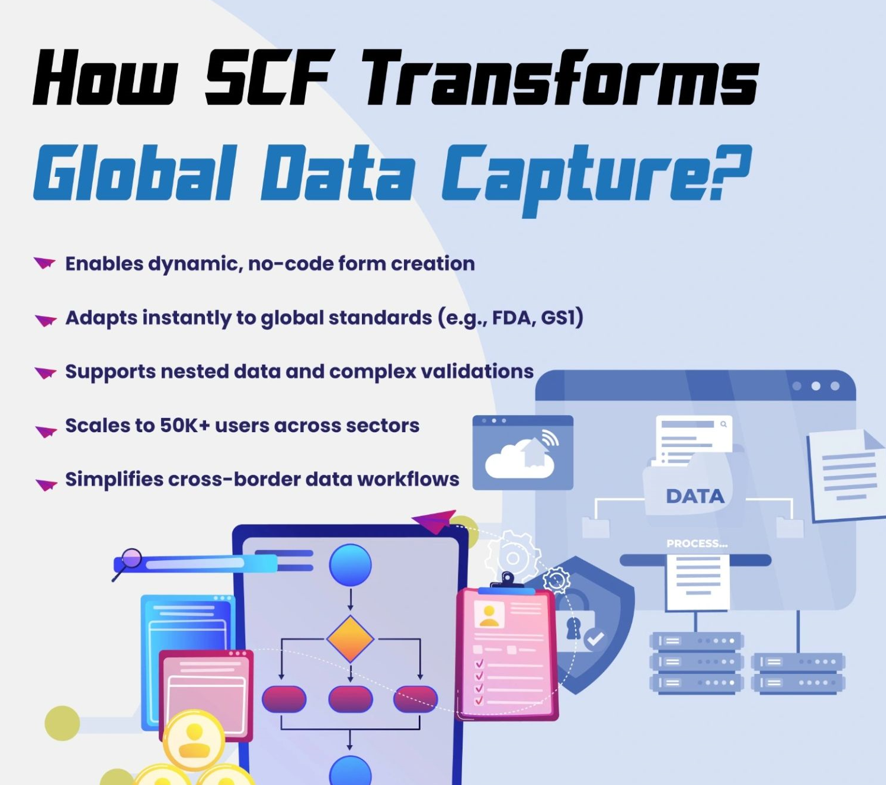 How SCF Transforms
Global Data Capture?
Enables dynamic, no-code form creation
Adapts instantly to global standards (e.g., FDA, GS1)
Supports nested data and complex validations
Scales to 50K+ users across sectors
Simplifies cross-border data workflows
DATA
PROCESS...